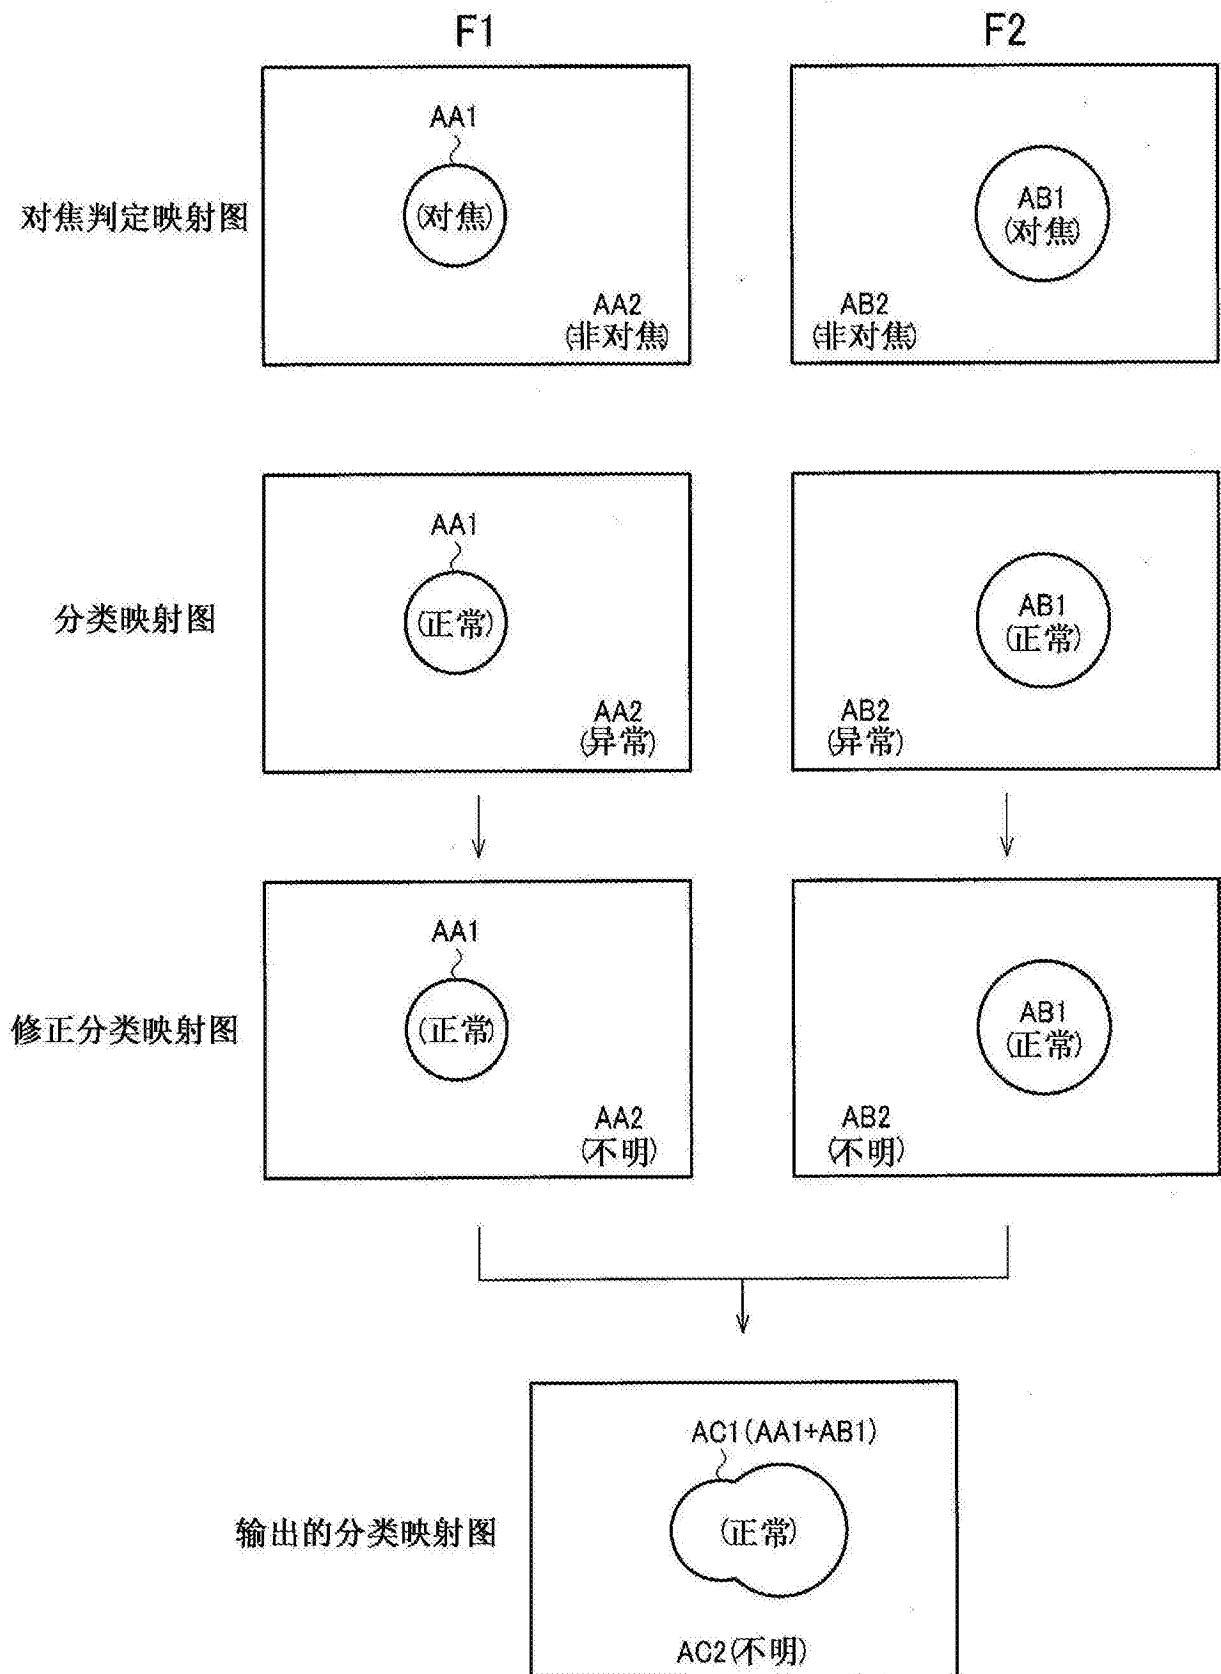 F1
F2
对焦判定映射图
AA1
(对焦)
AA2
(非对焦)
AB1
(对焦)
AB2
(非对焦)
分类映射图
AA1
(正常)
AA2
(异常)
AB1
(正常)
AB2
(异常)
修正分类映射图
AA1
(正常)
AA2
(不明)
AB1
(正常)
AB2
(不明)
输出的分类映射图
AC1(AA1+AB1)
(正常)
AC2(不明)